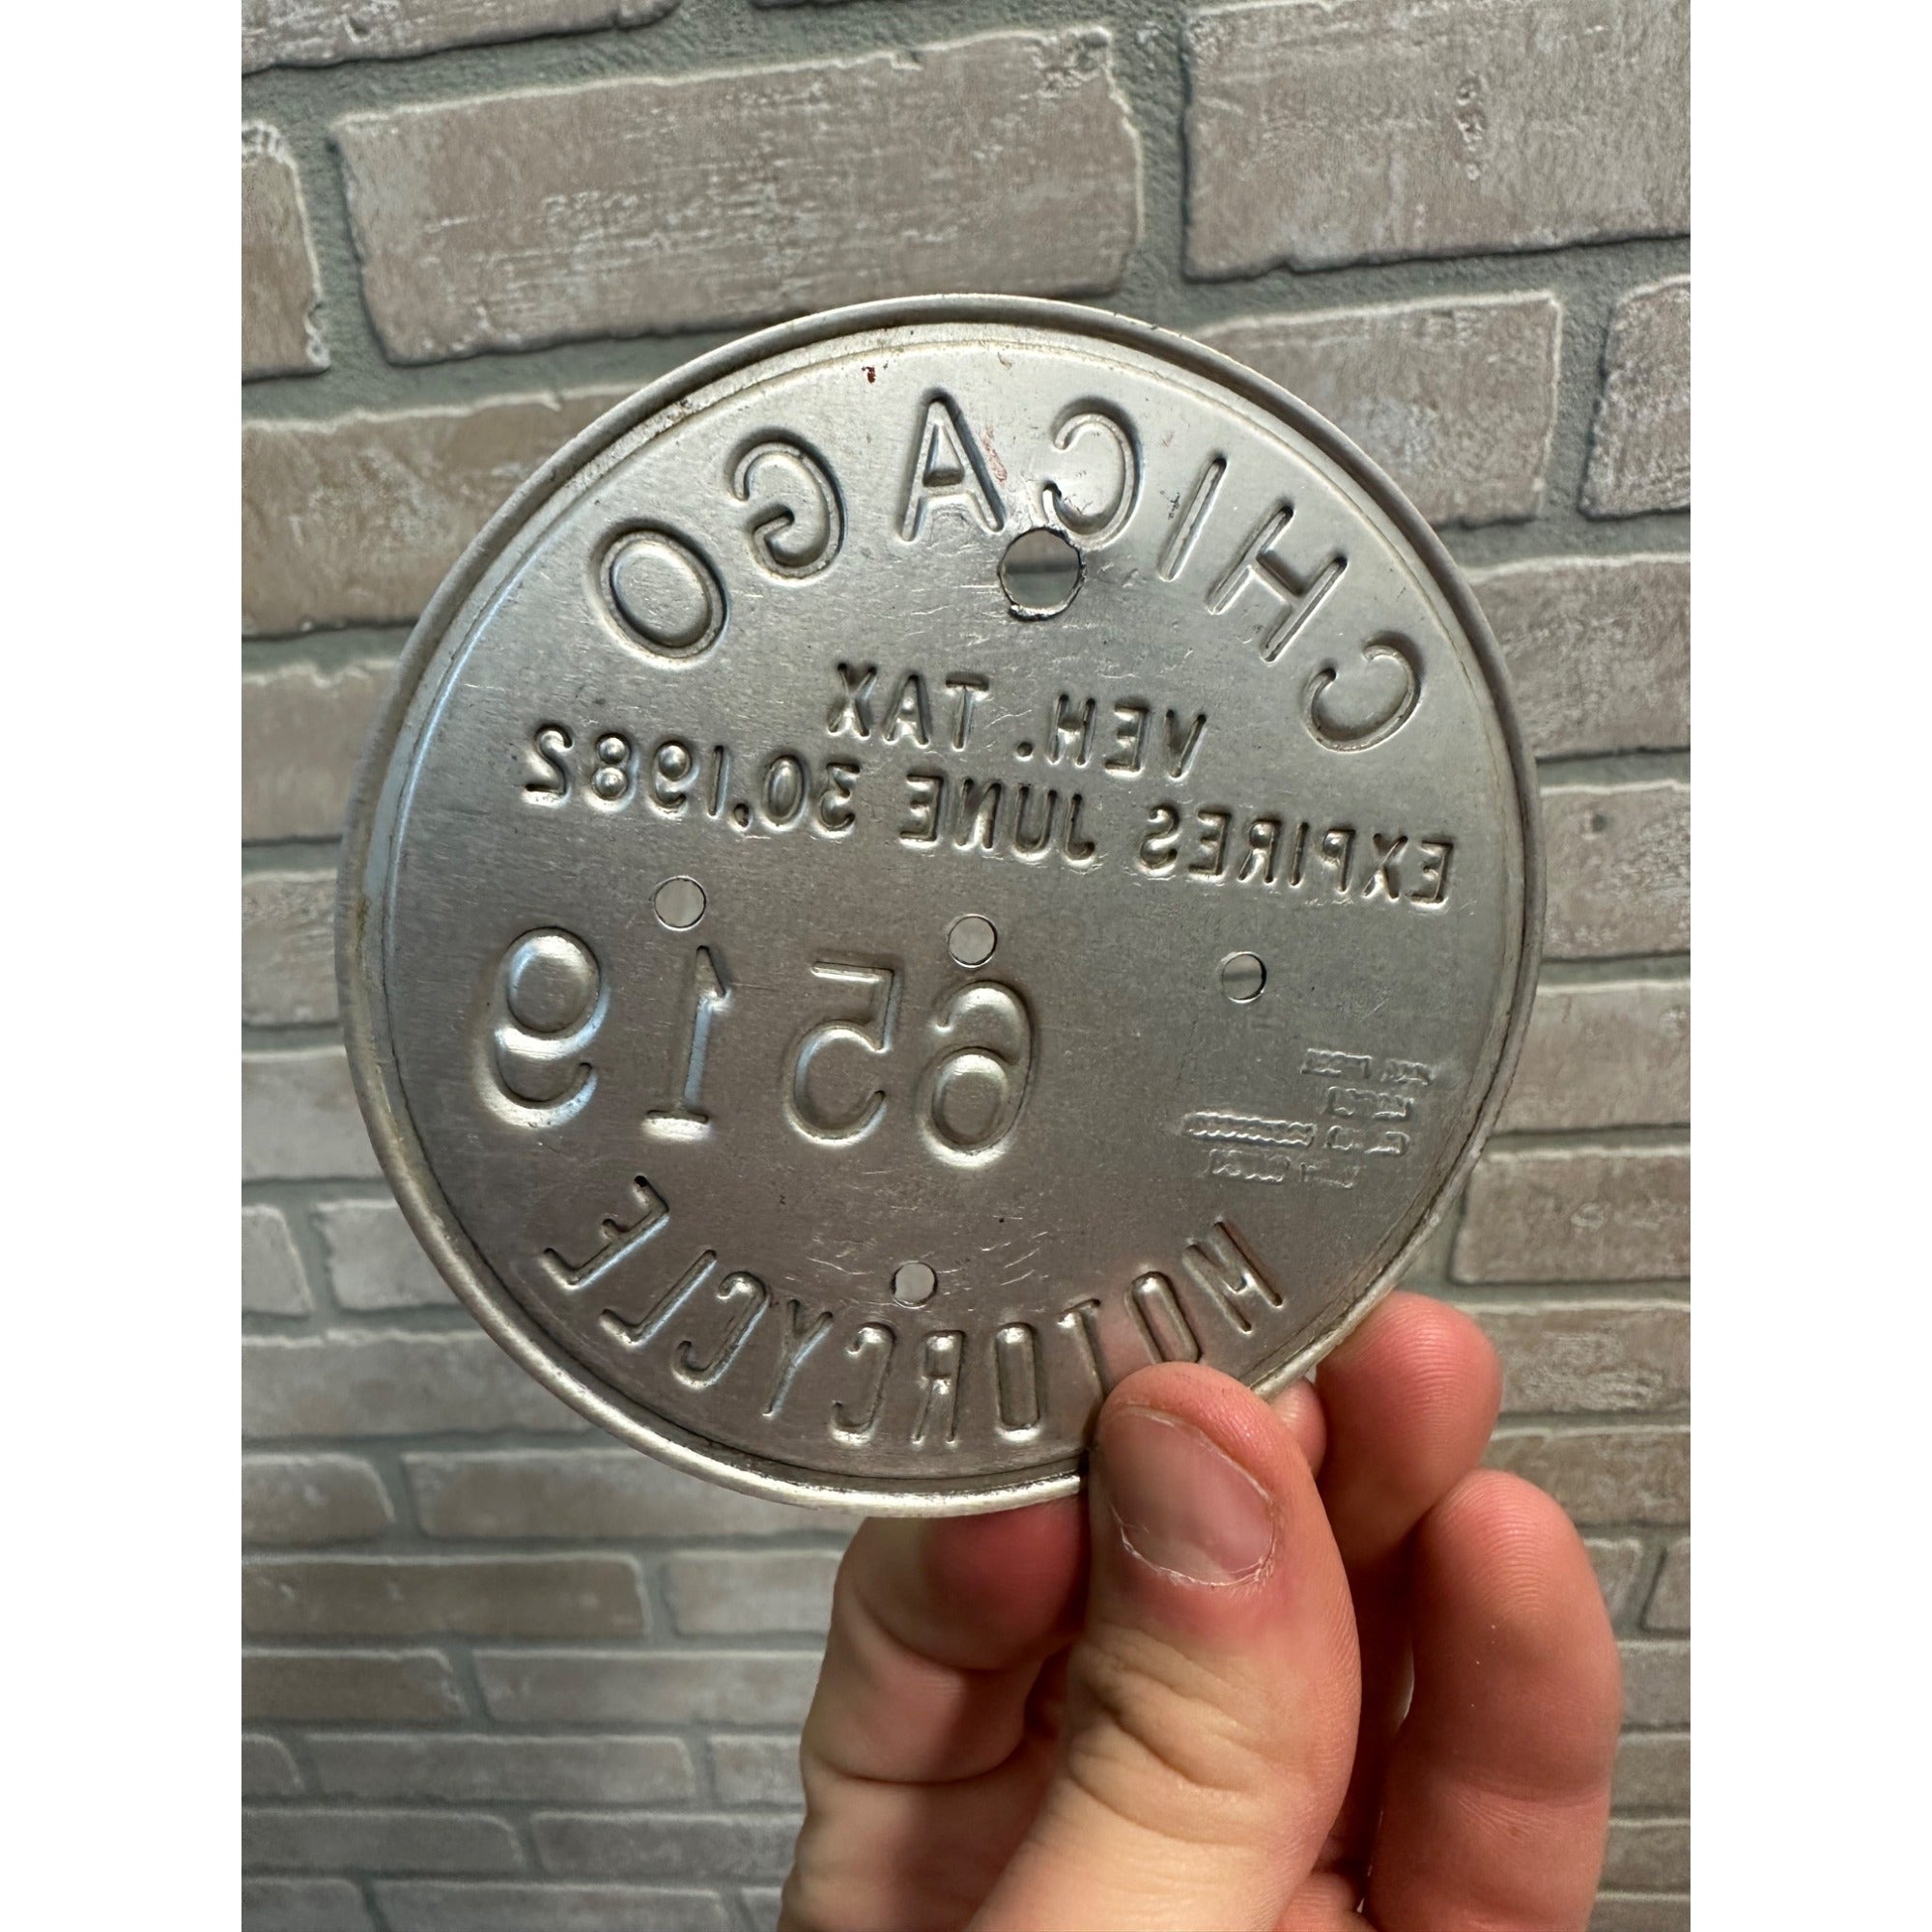 CHICAGO
VEH. TAX
EXPIRES JUNE 30, 1982
6519
MOTORCYCLE